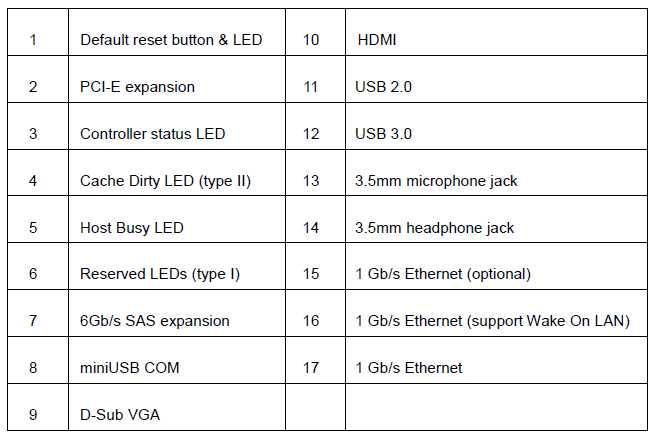 1 Default reset button & LED 10 HDMI
2 PCI-E expansion 11 USB 2.0
3 Controller status LED 12 USB 3.0
4 Cache Dirty LED (type II) 13 3.5mm microphone jack
5 Host Busy LED 14 3.5mm headphone jack
6 Reserved LEDs (type I) 15 1 Gb/s Ethernet (optional)
7 6Gb/s SAS expansion 16 1 Gb/s Ethernet (support Wake On LAN)
8 miniUSB COM 17 1 Gb/s Ethernet
9 D-Sub VGA